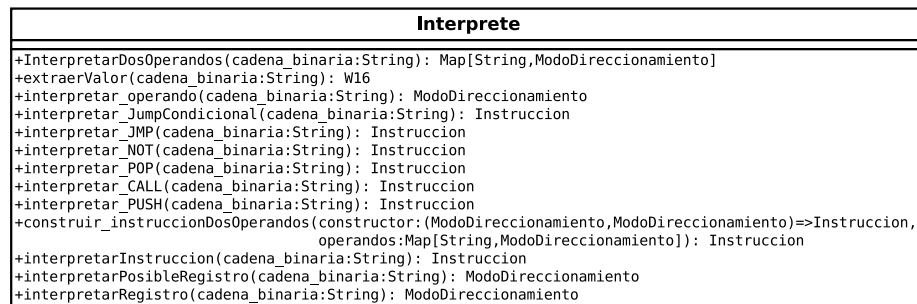 Interprete
+InterpretarDosOperandos(cadena_binaria:String): Map[String,ModoDireccionamiento]
+extraerValor(cadena_binaria:String): W16
+interpretar_operando(cadena_binaria:String): ModoDireccionamiento
+interpretar_JumpCondicional(cadena_binaria:String): Instruccion
+interpretar_JMP(cadena_binaria:String): Instruccion
+interpretar_NOT(cadena_binaria:String): Instruccion
+interpretar_POP(cadena_binaria:String): Instruccion
+interpretar_CALL(cadena_binaria:String): Instruccion
+interpretar_PUSH(cadena_binaria:String): Instruccion
+construir_instruccionDosOperandos(constructor:(ModoDireccionamiento,ModoDireccionamiento)=>Instruccion,
operandos:Map[String,ModoDireccionamiento]): Instruccion
+interpretarInstruccion(cadena_binaria:String): Instruccion
+interpretarPosibleRegistro(cadena_binaria:String): ModoDireccionamiento
+interpretarRegistro(cadena_binaria:String): ModoDireccionamiento